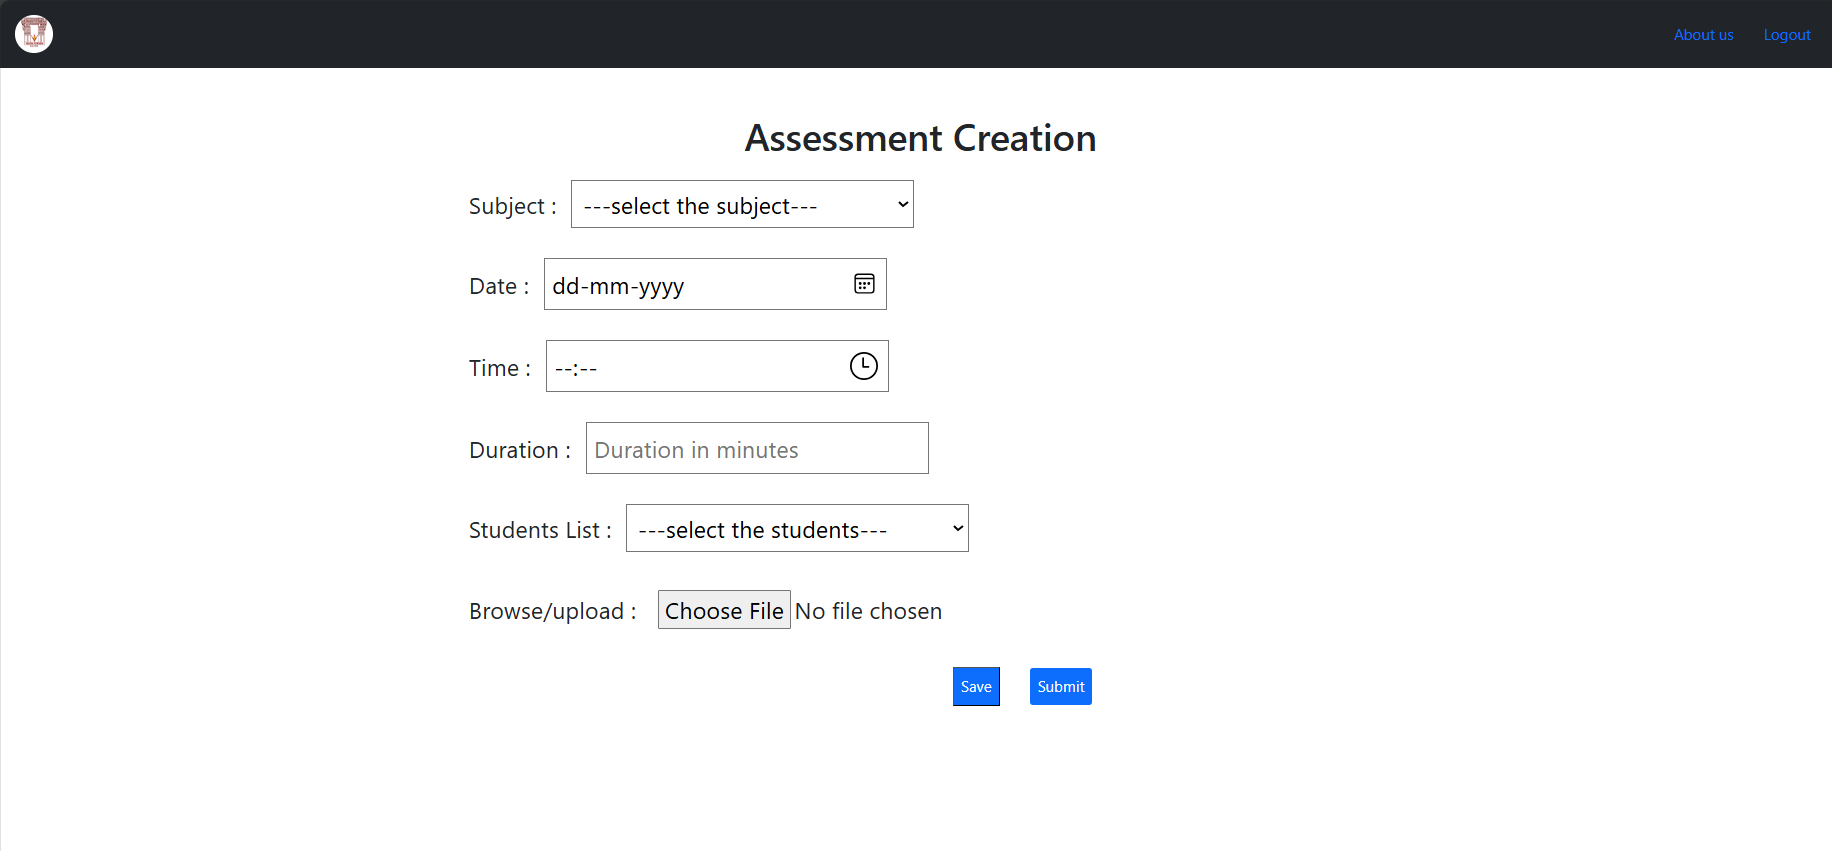 About us Logout
Assessment Creation
Subject : ---select the subject---
Date : dd-mm-yyyy
Time : --:--
Duration : Duration in minutes
Students List : ---select the students---
Browse/upload : Choose File No file chosen
Save Submit